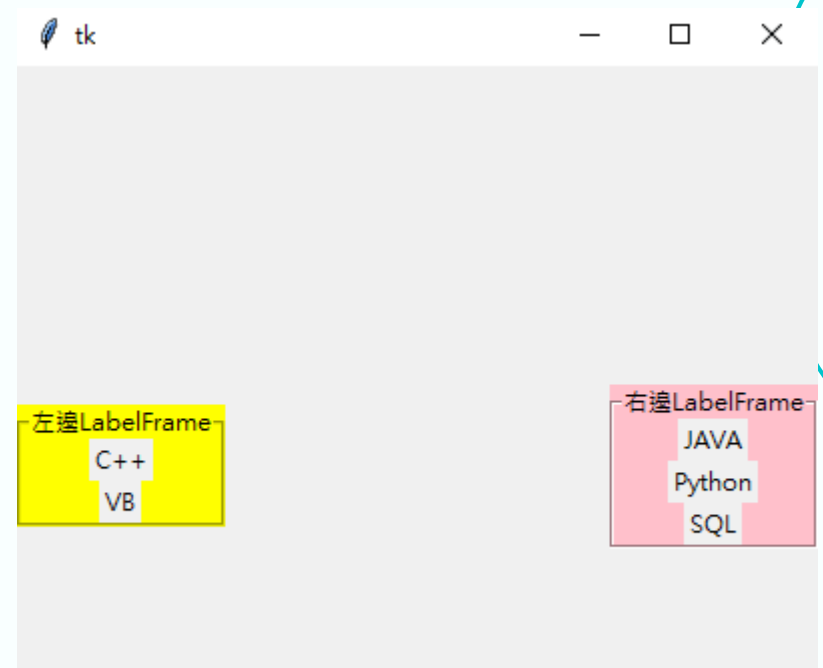 tk
左邊LabelFrame
C++
VB
右邊LabelFrame
JAVA
Python
SQL